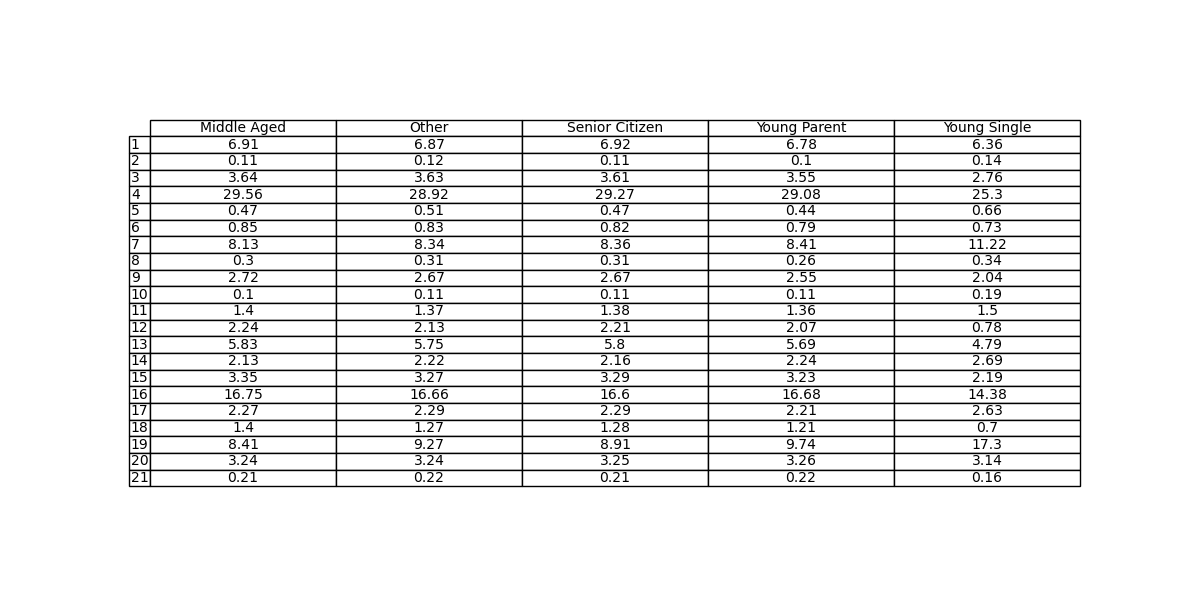 Middle Aged Other Senior Citizen Young Parent Young Single
1 6.91 6.87 6.92 6.78 6.36
2 0.11 0.12 0.11 0.1 0.14
3 3.64 3.63 3.61 3.55 2.76
4 29.56 28.92 29.27 29.08 25.3
5 0.47 0.51 0.47 0.44 0.66
6 0.85 0.83 0.82 0.79 0.73
7 8.13 8.34 8.36 8.41 11.22
8 0.3 0.31 0.31 0.26 0.34
9 2.72 2.67 2.67 2.55 2.04
10 0.1 0.11 0.11 0.11 0.19
11 1.4 1.37 1.38 1.36 1.5
12 2.24 2.13 2.21 2.07 0.78
13 5.83 5.75 5.8 5.69 4.79
14 2.13 2.22 2.16 2.24 2.69
15 3.35 3.27 3.29 3.23 2.19
16 16.75 16.66 16.6 16.68 14.38
17 2.27 2.29 2.29 2.21 2.63
18 1.4 1.27 1.28 1.21 0.7
19 8.41 9.27 8.91 9.74 17.3
20 3.24 3.24 3.25 3.26 3.14
21 0.21 0.22 0.21 0.22 0.16